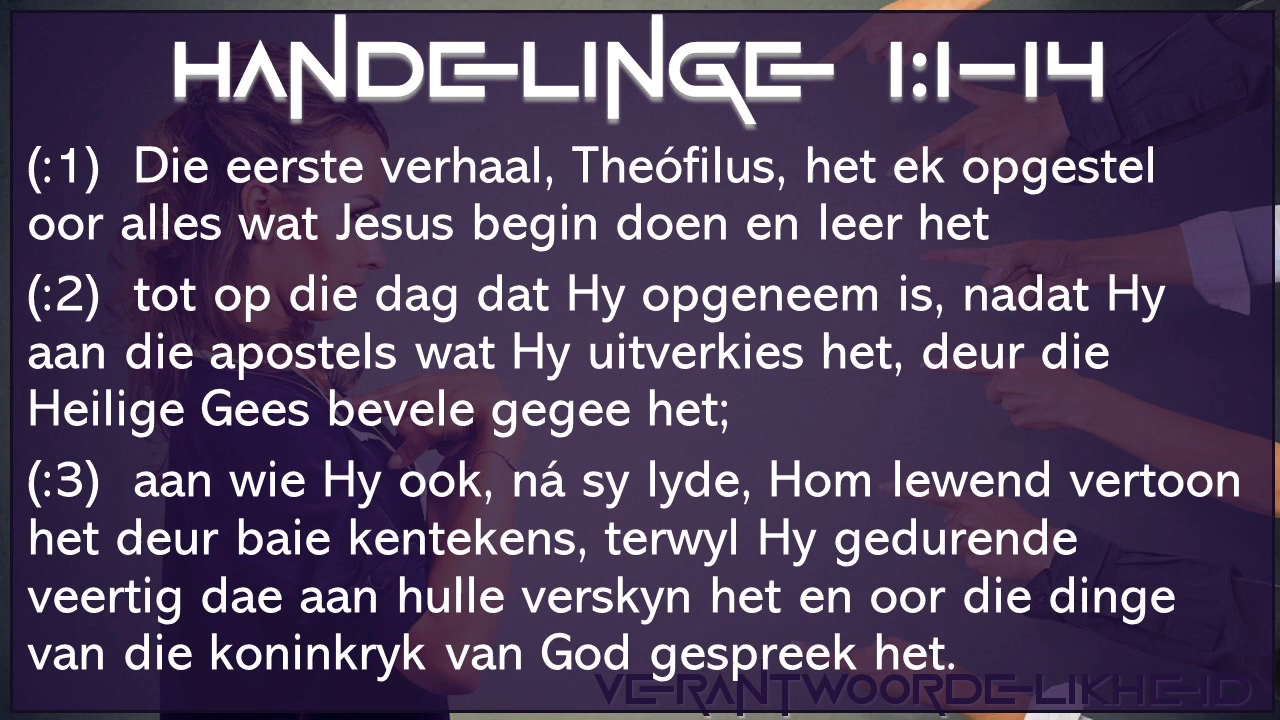 HANDELINGE 1:1-14
(:1) Die eerste verhaal, Theófilus, het ek opgestel
oor alles wat Jesus begin doen en leer het
(:2) tot op die dag dat Hy opgeneem is, nadat Hy
aan die apostels wat Hy uitverkies het, deur die
Heilige Gees bevele gegee het;
(:3) aan wie Hy ook, ná sy lyde, Hom lewend vertoon
het deur baie kentekens, terwyl Hy gedurende
veertig dae aan hulle verskyn het en oor die dinge
van die koninkryk van God gespreek het.
VERANTWOORDELIKHEID